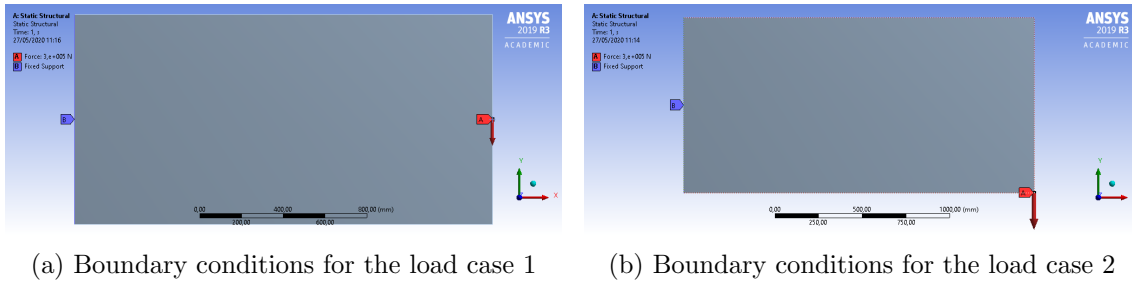 A: Static Structural
Static Structural
Time: 1, s
27/05/2020 11:16
A Force: 3,e+005 N
B Fixed Support
ANSYS
2019 R3
ACADEMIC
B
A
Y
X
0,00 400,00 800,00 (mm)
200,00 600,00
(a) Boundary conditions for the load case 1
A: Static Structural
Static Structural
Time: 1, s
27/05/2020 11:14
A Force: 3,e+005 N
B Fixed Support
ANSYS
2019 R3
ACADEMIC
B
A
Y
X
0,00 500,00 1000,00 (mm)
250,00 750,00
(b) Boundary conditions for the load case 2